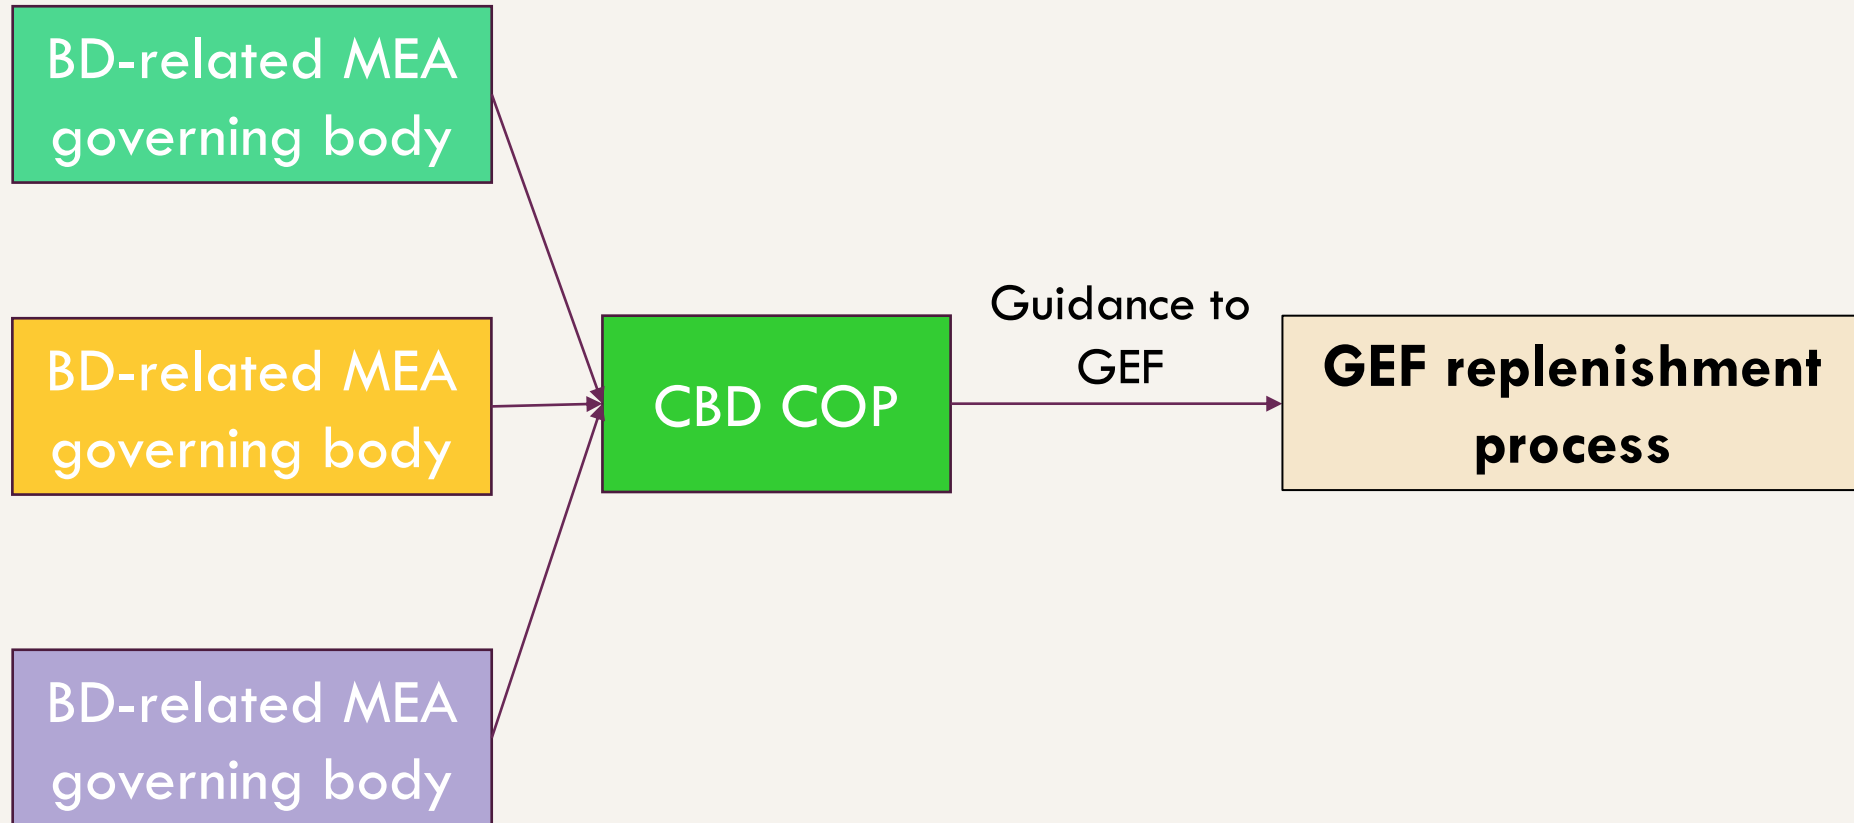 BD-related MEA
governing body
BD-related MEA
governing body
BD-related MEA
governing body
CBD COP
Guidance to
GEF
GEF replenishment
process